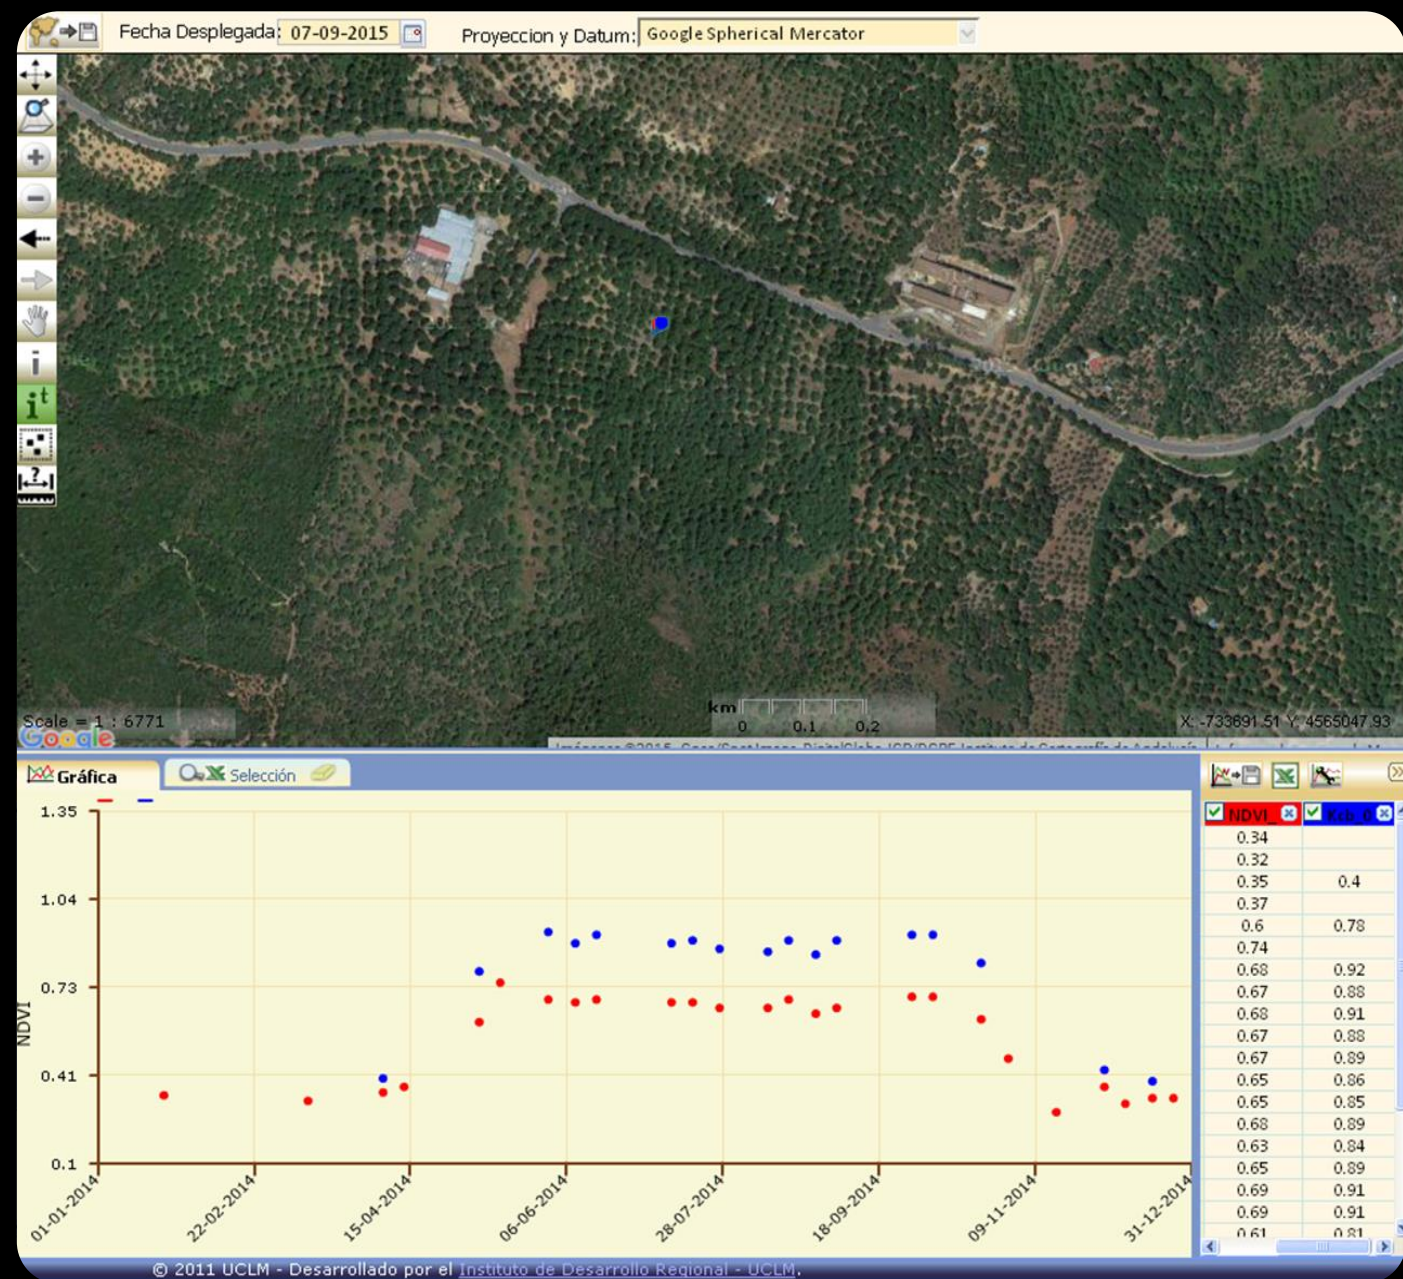 Fecha Desplegada: 07-09-2015 Proyeccion y Datum: Google Spherical Mercator
i
iᵗ
?
Scale = 1 : 6771
Google
km
0 0.1 0.2
X: -733691.51 Y: 4565047.93
Gráfica Selección
1.35
1.04
0.73
0.41
0.1
NDVI
01-01-2014 22-02-2014 15-04-2014 06-06-2014 28-07-2014 18-09-2014 09-11-2014 31-12-2014
NDVI_ Kcb_0
0.34
0.32
0.35 0.4
0.37
0.6 0.78
0.74
0.68 0.92
0.67 0.88
0.68 0.91
0.67 0.88
0.67 0.89
0.65 0.86
0.65 0.85
0.68 0.89
0.63 0.84
0.65 0.89
0.69 0.91
0.69 0.91
0.61 0.81
© 2011 UCLM - Desarrollado por el Instituto de Desarrollo Regional - UCLM.